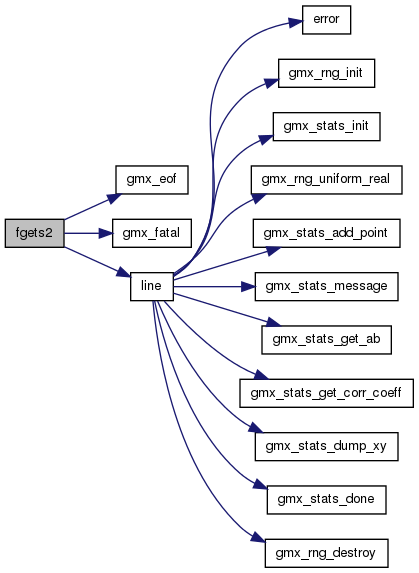 error
gmx_rng_init
gmx_stats_init
gmx_eof
gmx_rng_uniform_real
fgets2
gmx_fatal
gmx_stats_add_point
line
gmx_stats_message
gmx_stats_get_ab
gmx_stats_get_corr_coeff
gmx_stats_dump_xy
gmx_stats_done
gmx_rng_destroy